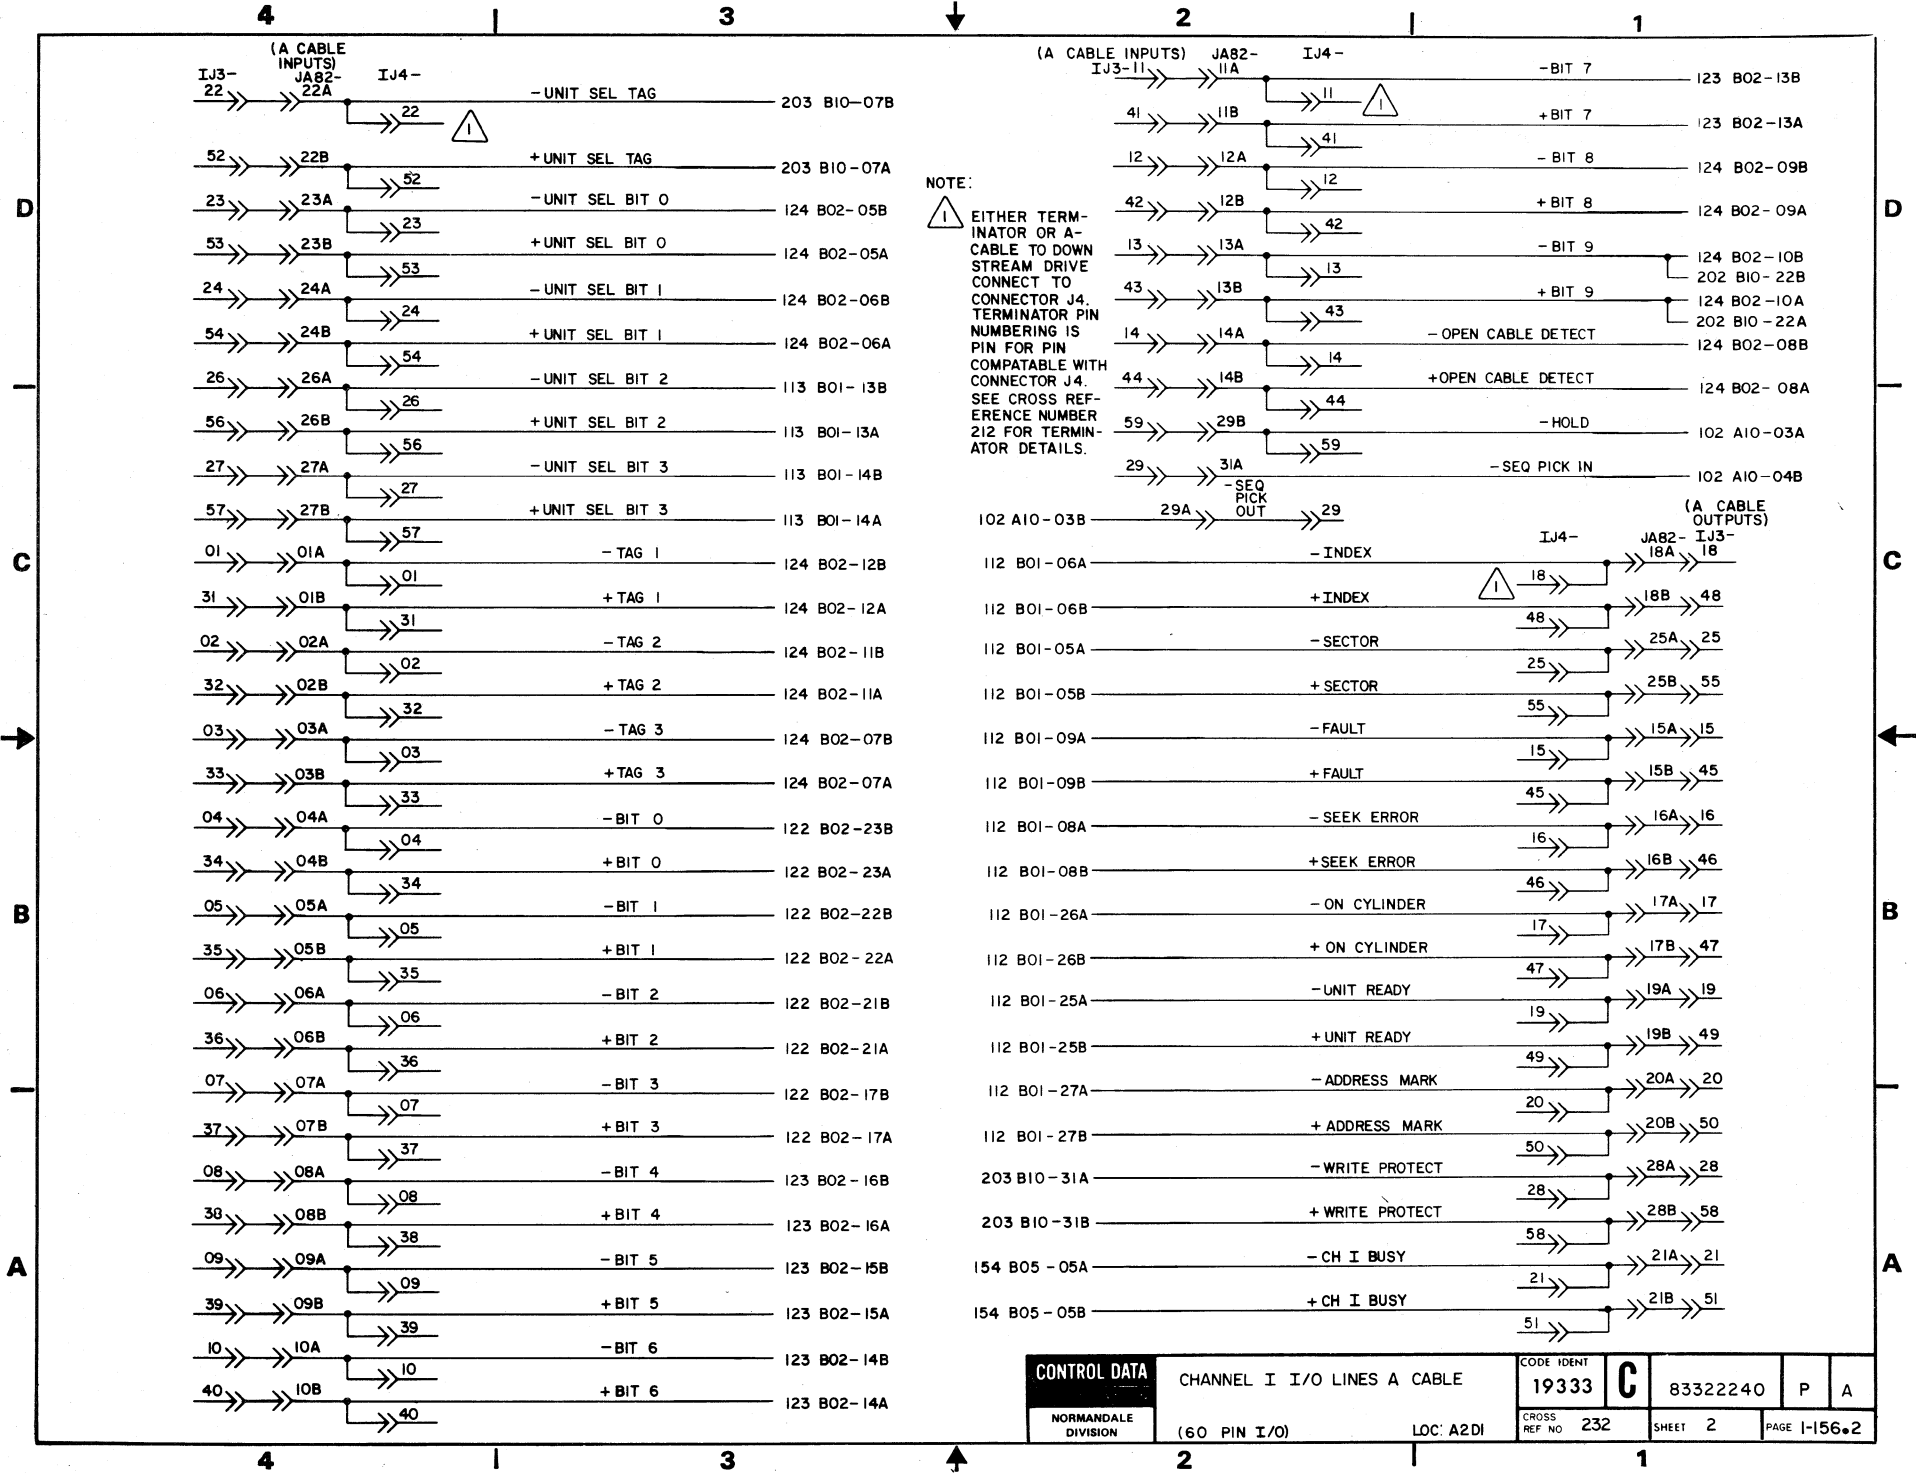 4 3 2 1
(A CABLE
INPUTS)
IJ3- JA82- IJ4-
22 22A -UNIT SEL TAG 203 B10-07B
22 1
52 22B +UNIT SEL TAG 203 B10-07A
52
D
23 23A -UNIT SEL BIT 0 124 B02-05B
23
53 23B +UNIT SEL BIT 0 124 B02-05A
53
24 24A -UNIT SEL BIT 1 124 B02-06B
24
54 24B +UNIT SEL BIT 1 124 B02-06A
54
26 26A -UNIT SEL BIT 2 113 B01-13B
26
56 26B +UNIT SEL BIT 2 113 B01-13A
56
27 27A -UNIT SEL BIT 3 113 B01-14B
27
57 27B +UNIT SEL BIT 3 113 B01-14A
57
C
01 01A -TAG 1 124 B02-12B
01
31 01B +TAG 1 124 B02-12A
31
02 02A -TAG 2 124 B02-11B
02
32 02B +TAG 2 124 B02-11A
32
03 03A -TAG 3 124 B02-07B
03
33 03B +TAG 3 124 B02-07A
33
04 04A -BIT 0 122 B02-23B
04
34 04B +BIT 0 122 B02-23A
34
B
05 05A -BIT 1 122 B02-22B
05
35 05B +BIT 1 122 B02-22A
35
06 06A -BIT 2 122 B02-21B
06
36 06B +BIT 2 122 B02-21A
36
07 07A -BIT 3 122 B02-17B
07
37 07B +BIT 3 122 B02-17A
37
08 08A -BIT 4 123 B02-16B
08
38 08B +BIT 4 123 B02-16A
38
A
09 09A -BIT 5 123 B02-15B
09
39 09B +BIT 5 123 B02-15A
39
10 10A -BIT 6 123 B02-14B
10
40 10B +BIT 6 123 B02-14A
40
NOTE:
1 EITHER TERM-
INATOR OR A-
CABLE TO DOWN
STREAM DRIVE
CONNECT TO
CONNECTOR J4.
TERMINATOR PIN
NUMBERING IS
PIN FOR PIN
COMPATABLE WITH
CONNECTOR J4.
SEE CROSS REF-
ERENCE NUMBER
212 FOR TERMIN-
ATOR DETAILS.
(A CABLE INPUTS) JA82- IJ4-
IJ3-11 11A -BIT 7 123 B02-13B
11 1
41 11B +BIT 7 123 B02-13A
41
12 12A -BIT 8 124 B02-09B
12
D
42 12B +BIT 8 124 B02-09A
42
13 13A -BIT 9 124 B02-10B
13 202 B10-22B
43 13B +BIT 9 124 B02-10A
43 202 B10-22A
14 14A -OPEN CABLE DETECT 124 B02-08B
14
44 14B +OPEN CABLE DETECT 124 B02-08A
44
59 29B -HOLD 102 A10-03A
59
29 31A -SEQ PICK IN 102 A10-04B
-SEQ
PICK
OUT
102 A10-03B 29A 29
(A CABLE
OUTPUTS)
IJ4- JA82- IJ3-
C
112 B01-06A -INDEX 18A 18
1 18
112 B01-06B +INDEX 18B 48
48
112 B01-05A -SECTOR 25A 25
25
112 B01-05B +SECTOR 25B 55
55
112 B01-09A -FAULT 15A 15
15
112 B01-09B +FAULT 15B 45
45
112 B01-08A -SEEK ERROR 16A 16
16
112 B01-08B +SEEK ERROR 16B 46
46
B
112 B01-26A -ON CYLINDER 17A 17
17
112 B01-26B +ON CYLINDER 17B 47
47
112 B01-25A -UNIT READY 19A 19
19
112 B01-25B +UNIT READY 19B 49
49
112 B01-27A -ADDRESS MARK 20A 20
20
112 B01-27B +ADDRESS MARK 20B 50
50
203 B10-31A -WRITE PROTECT 28A 28
28
203 B10-31B +WRITE PROTECT 28B 58
58
A
154 B05-05A -CH I BUSY 21A 21
21
154 B05-05B +CH I BUSY 21B 51
51
CONTROL DATA
NORMANDALE
DIVISION
CHANNEL I I/O LINES A CABLE
(60 PIN I/O) LOC: A2D1
CODE IDENT
19333 C 83322240 P A
CROSS
REF NO 232 SHEET 2 PAGE 1-156.2
4 3 2 1